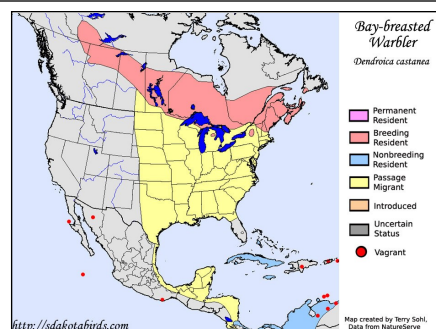 Bay-breasted
Warbler
Dendroica castanea
Permanent
Resident
Breeding
Resident
Nonbreeding
Resident
Passage
Migrant
Introduced
Uncertain
Status
Vagrant
http://sdakotabirds.com
Map created by Terry Sohl,
Data from NatureServe